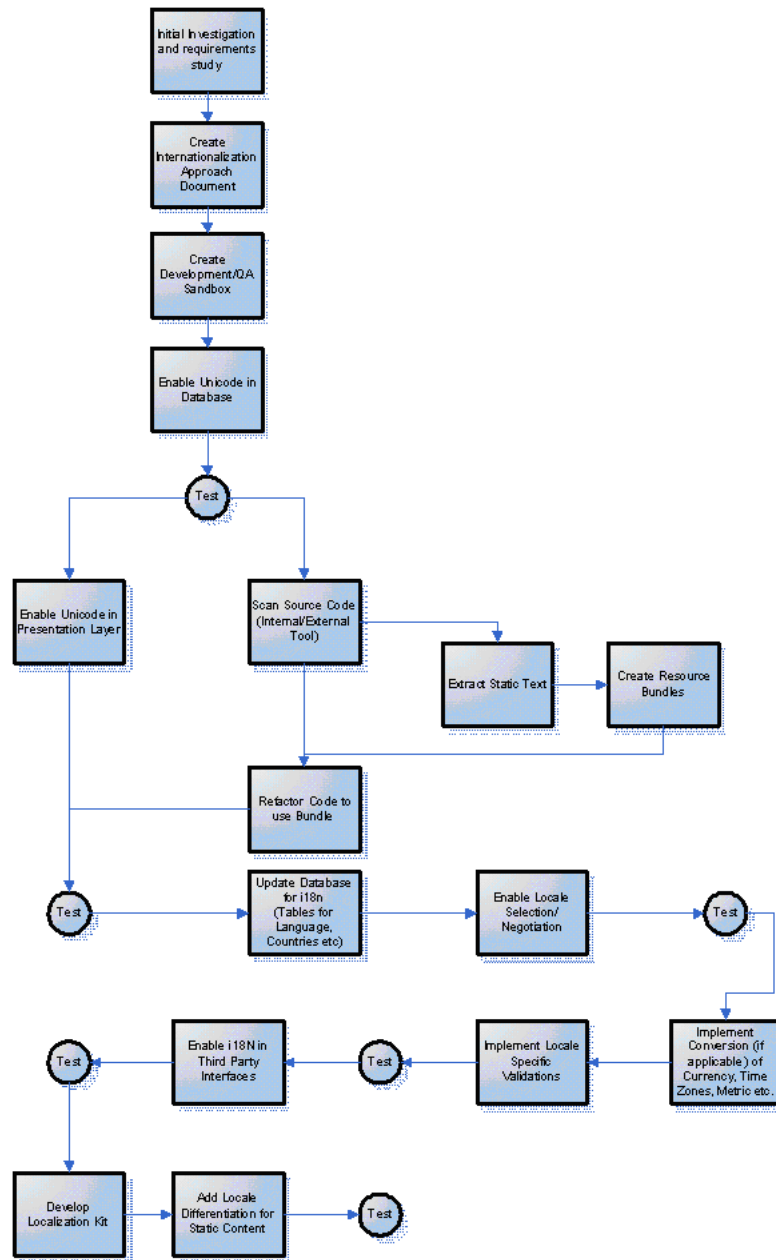 Initial Investigation
and requirements
study
Create
Internationalization
Approach
Document
Create
Development/QA
Sandbox
Enable Unicode in
Database
Test
Enable Unicode in
Presentation Layer
Scan Source Code
(Internal/External
Tool)
Extract Static Text
Create Resource
Bundles
Refactor Code to
use Bundle
Test
Update Database
for i18n
(Tables for
Language,
Countries etc)
Enable Locale
Selection/
Negotiation
Test
Implement
Conversion (if
applicable) of
Currency, Time
Zones, Metric etc.
Implement Locale
Specific
Validations
Test
Enable i18N in
Third Party
Interfaces
Test
Develop
Localization Kit
Add Locale
Differentiation for
Static Content
Test